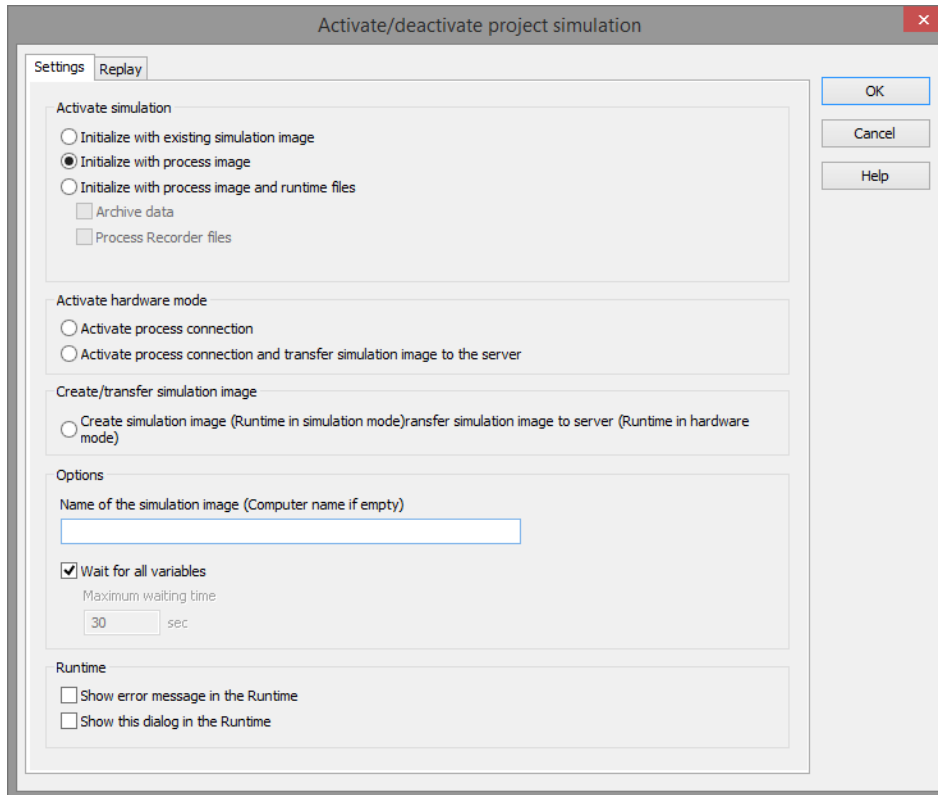 Activate/deactivate project simulation
Settings
Replay
OK
Cancel
Help
Activate simulation
Initialize with existing simulation image
Initialize with process image
Initialize with process image and runtime files
Archive data
Process Recorder files
Activate hardware mode
Activate process connection
Activate process connection and transfer simulation image to the server
Create/transfer simulation image
Create simulation image (Runtime in simulation mode)ransfer simulation image to server (Runtime in hardware
mode)
Options
Name of the simulation image (Computer name if empty)
Wait for all variables
Maximum waiting time
30 sec
Runtime
Show error message in the Runtime
Show this dialog in the Runtime